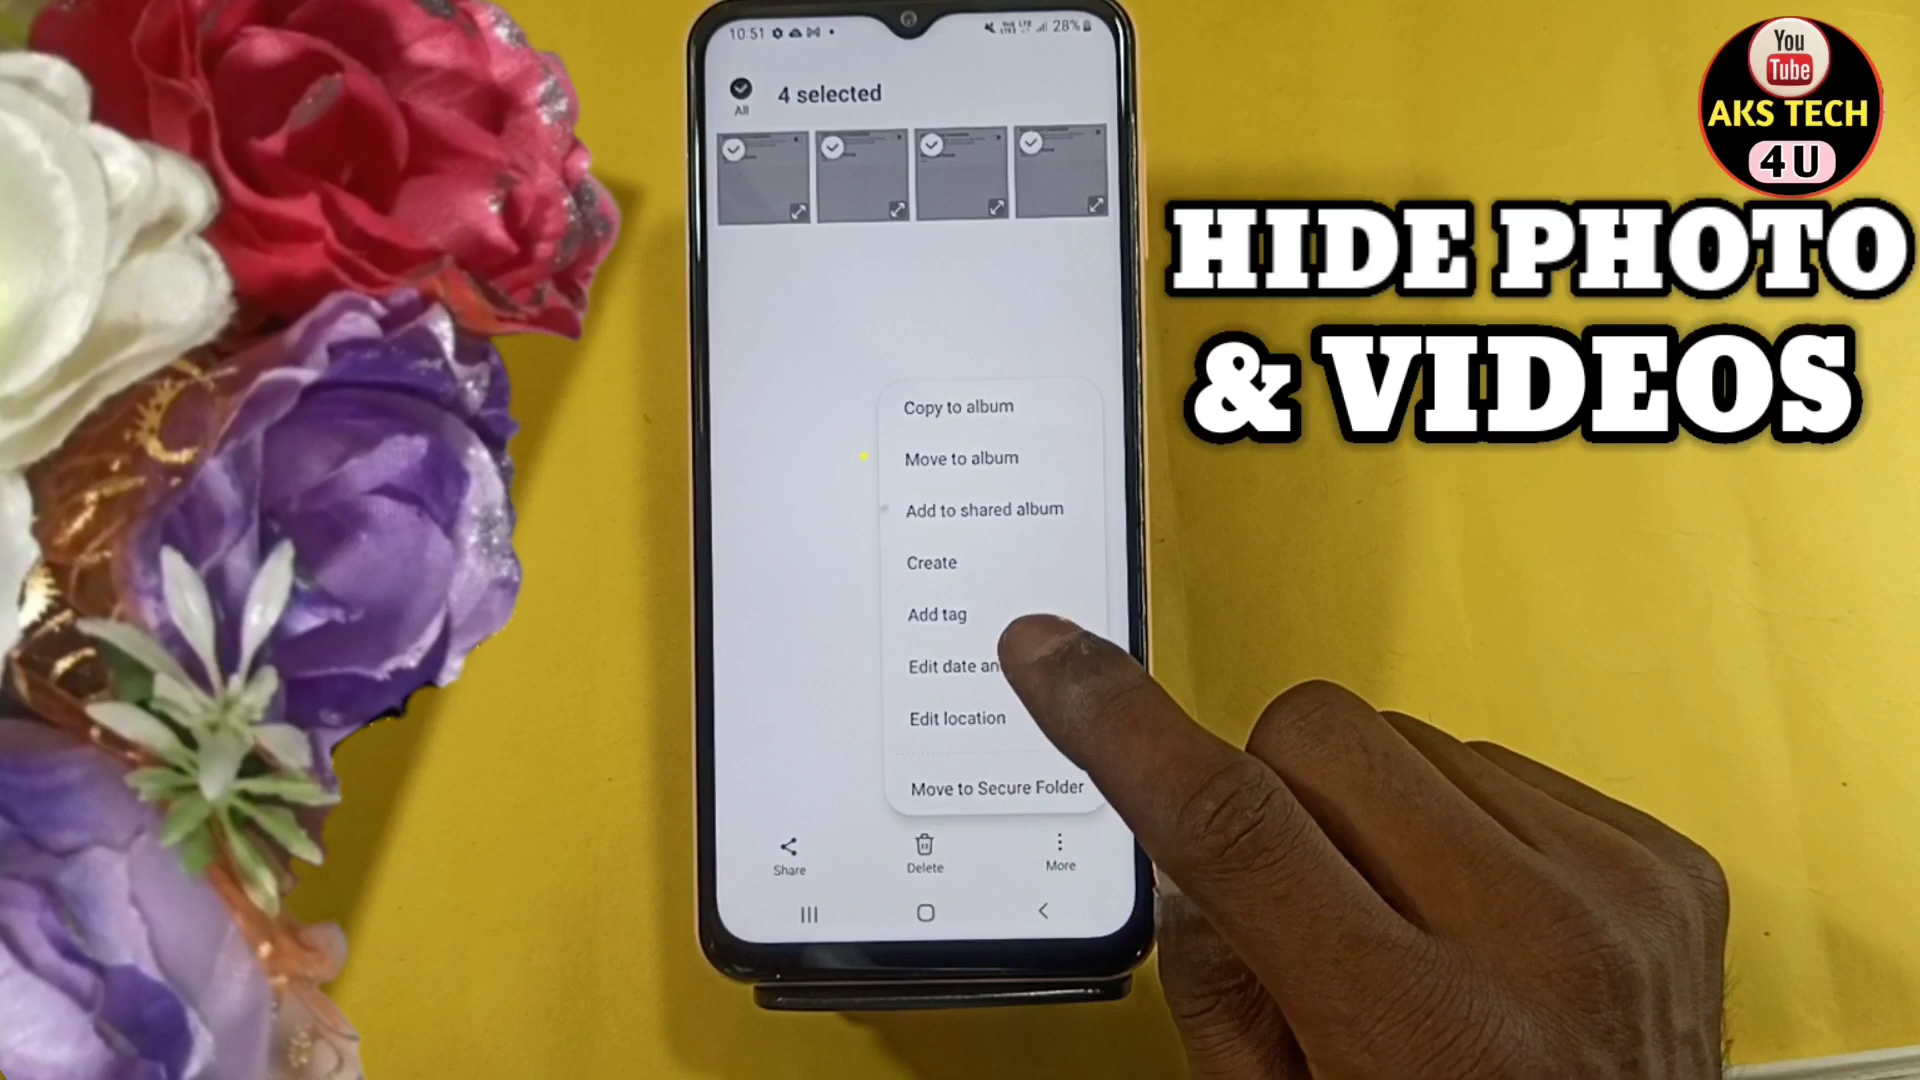 10:51
28%
All
4 selected
Copy to album
Move to album
Add to shared album
Create
Add tag
Edit date an
Edit location
Move to Secure Folder
Share
Delete
More
You
Tube
AKS TECH
4 U
HIDE PHOTO
& VIDEOS